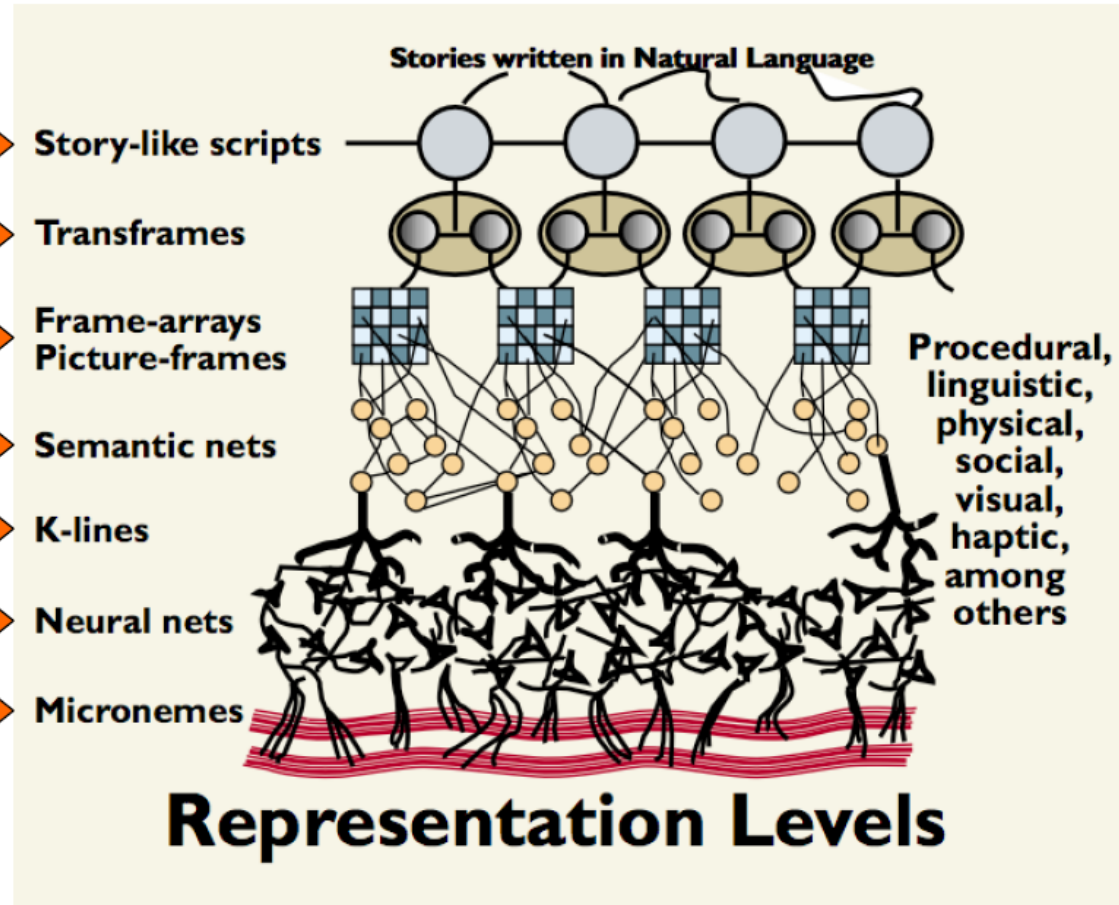 Stories written in Natural Language
Story-like scripts
Transframes
Frame-arrays
Picture-frames
Semantic nets
K-lines
Neural nets
Micronemes
Procedural,
linguistic,
physical,
social,
visual,
haptic,
among
others
Representation Levels